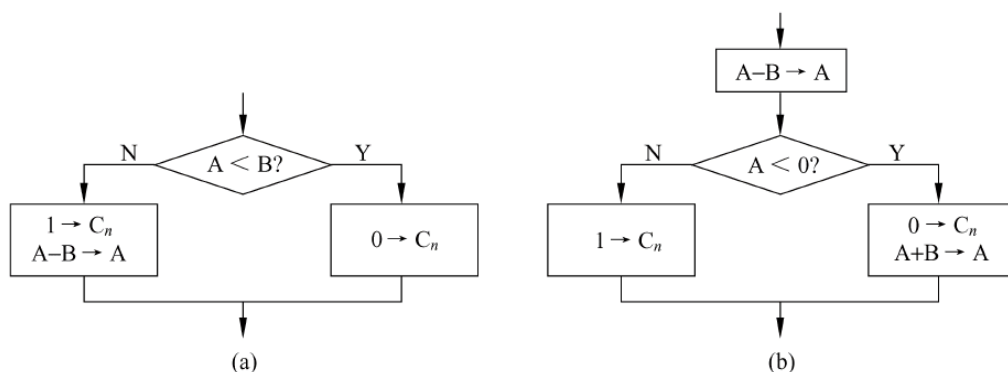 A < B?
N
Y
1 → Cₙ
A−B → A
0 → Cₙ
(a)
A−B → A
A < 0?
N
Y
1 → Cₙ
0 → Cₙ
A+B → A
(b)